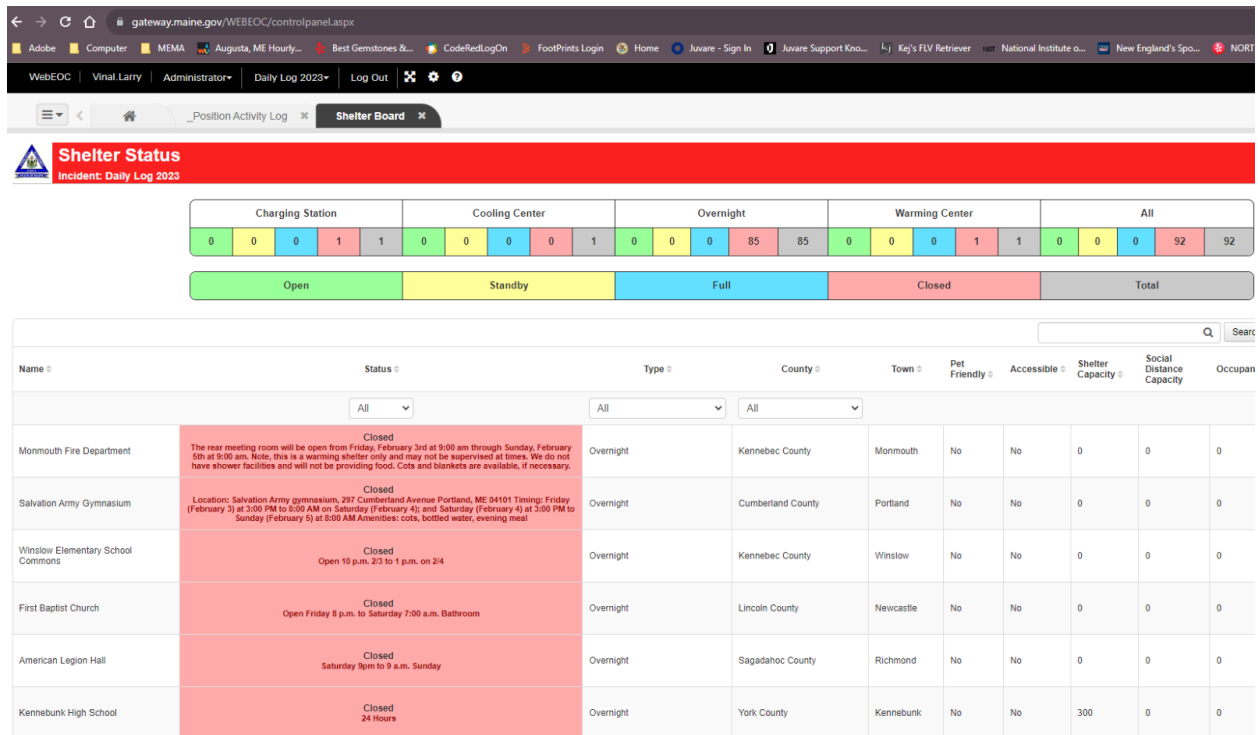 gateway.maine.gov/WEBEOC/controlpanel.aspx
Adobe Computer MEMA Augusta, ME Hourly... Best Gemstones &... CodeRedLogOn FootPrints Login Home Juvare - Sign In Juvare Support Kno... Kej's FLV Retriever National Institute o... New England's Spo... NORT
WebEOC Vinal.Larry Administrator Daily Log 2023 Log Out
_Position Activity Log Shelter Board
Shelter Status
Incident: Daily Log 2023
Charging Station Cooling Center Overnight Warming Center All
0 0 0 1 1 0 0 0 0 1 0 0 0 85 85 0 0 0 1 1 0 0 0 92 92
Open Standby Full Closed Total
Searc
Name Status Type County Town Pet Friendly Accessible Shelter Capacity Social Distance Capacity Occupan
All All All
Monmouth Fire Department
Closed
The rear meeting room will be open from Friday, February 3rd at 9:00 am through Sunday, February
5th at 9:00 am. Note, this is a warming shelter only and may not be supervised at times. We do not
have shower facilities and will not be providing food. Cots and blankets are available, if necessary.
Overnight Kennebec County Monmouth No No 0 0 0
Salvation Army Gymnasium
Closed
Location: Salvation Army gymnasium, 297 Cumberland Avenue Portland, ME 04101 Timing: Friday
(February 3) at 3:00 PM to 8:00 AM on Saturday (February 4); and Saturday (February 4) at 3:00 PM to
Sunday (February 5) at 8:00 AM Amenities: cots, bottled water, evening meal
Overnight Cumberland County Portland No No 0 0 0
Winslow Elementary School
Commons
Closed
Open 10 p.m. 2/3 to 1 p.m. on 2/4
Overnight Kennebec County Winslow No No 0 0 0
First Baptist Church
Closed
Open Friday 8 p.m. to Saturday 7:00 a.m. Bathroom
Overnight Lincoln County Newcastle No No 0 0 0
American Legion Hall
Closed
Saturday 9pm to 9 a.m. Sunday
Overnight Sagadahoc County Richmond No No 0 0 0
Kennebunk High School
Closed
24 Hours
Overnight York County Kennebunk No No 300 0 0